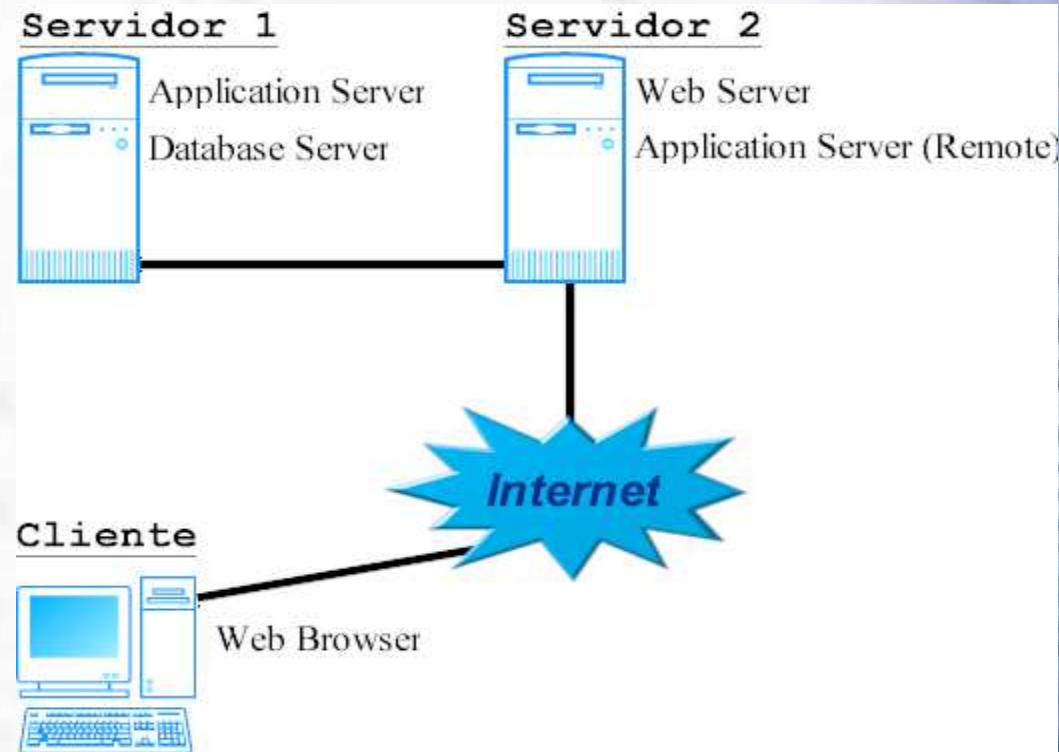 Servidor 1
Application Server
Database Server
Servidor 2
Web Server
Application Server (Remote)
Internet
Cliente
Web Browser